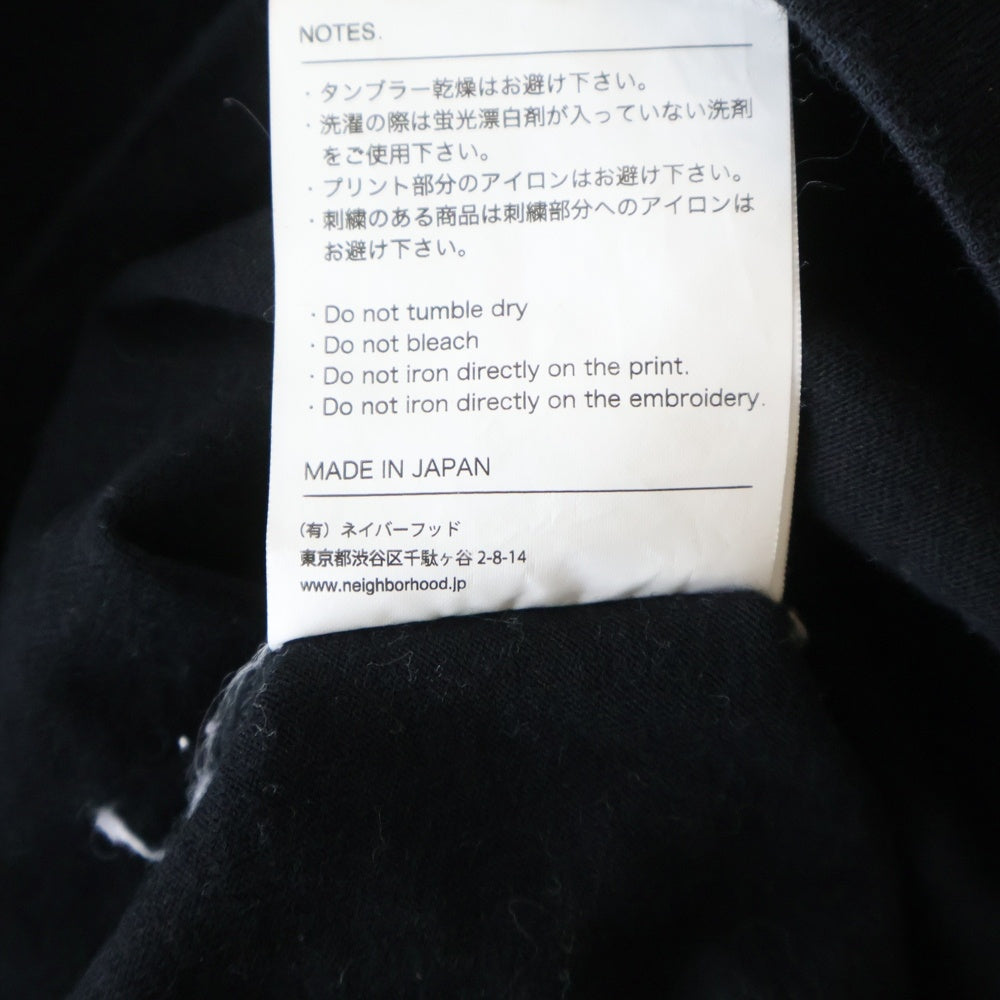 NOTES.
・タンブラー乾燥はお避け下さい。
・洗濯の際は蛍光漂白剤が入っていない洗剤
をご使用下さい。
・プリント部分のアイロンはお避け下さい。
・刺繍のある商品は刺繍部分へのアイロンは
お避け下さい。
・Do not tumble dry
・Do not bleach
・Do not iron directly on the print.
・Do not iron directly on the embroidery.
MADE IN JAPAN
(有) ネイバーフッド
東京都渋谷区千駄ヶ谷 2-8-14
www.neighborhood.jp